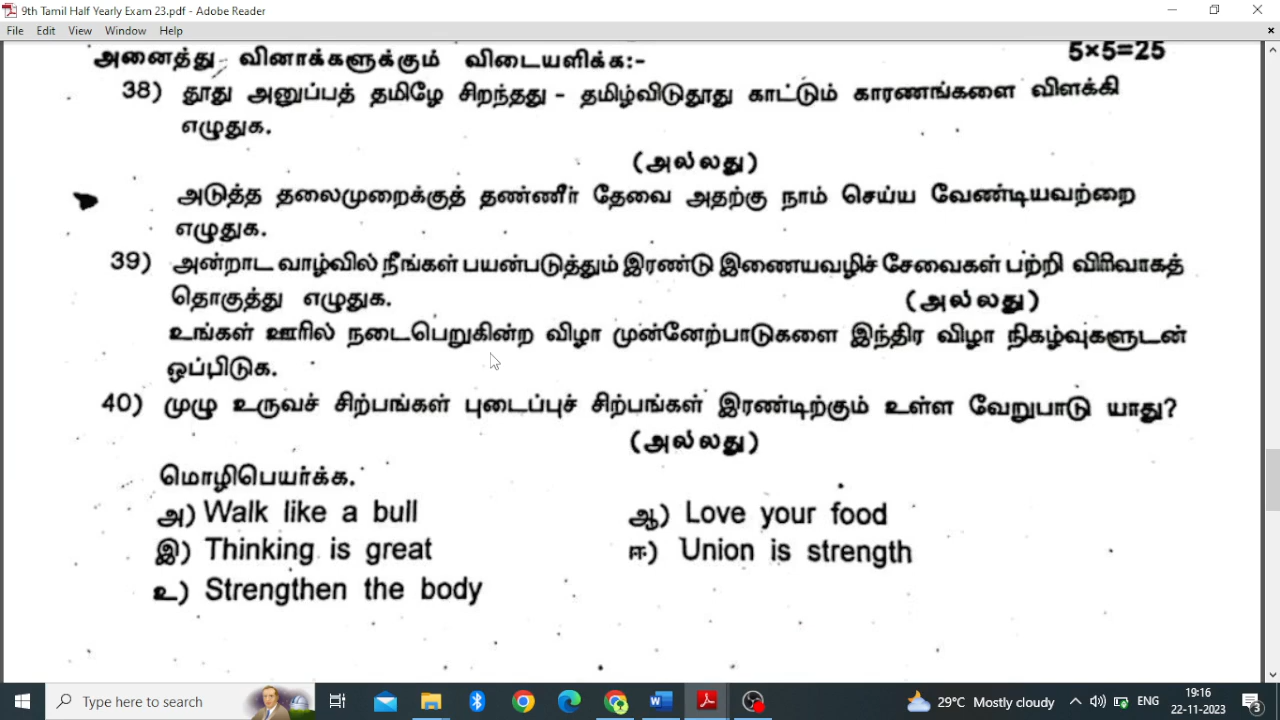 9th Tamil Half Yearly Exam 23.pdf - Adobe Reader
File Edit View Window Help
அனைத்து வினாக்களுக்கும் விடையளிக்க:- 5×5=25
38) தூது அனுப்பத் தமிழே சிறந்தது - தமிழ்விடுதூது காட்டும் காரணங்களை விளக்கி
எழுதுக.
(அல்லது)
அடுத்த தலைமுறைக்குத் தண்ணீர் தேவை அதற்கு நாம் செய்ய வேண்டியவற்றை
எழுதுக.
39) அன்றாட வாழ்வில் நீங்கள் பயன்படுத்தும் இரண்டு இணையவழிச் சேவைகள் பற்றி விரிவாகத்
தொகுத்து எழுதுக. (அல்லது)
உங்கள் ஊரில் நடைபெறுகின்ற விழா முன்னேற்பாடுகளை இந்திர விழா நிகழ்வுகளுடன்
ஒப்பிடுக.
40) முழு உருவச் சிற்பங்கள் புடைப்புச் சிற்பங்கள் இரண்டிற்கும் உள்ள வேறுபாடு யாது?
(அல்லது)
மொழிபெயர்க்க.
அ) Walk like a bull ஆ) Love your food
இ) Thinking is great ஈ) Union is strength
உ) Strengthen the body
Type here to search 29°C Mostly cloudy ENG 19:16
22-11-2023 3